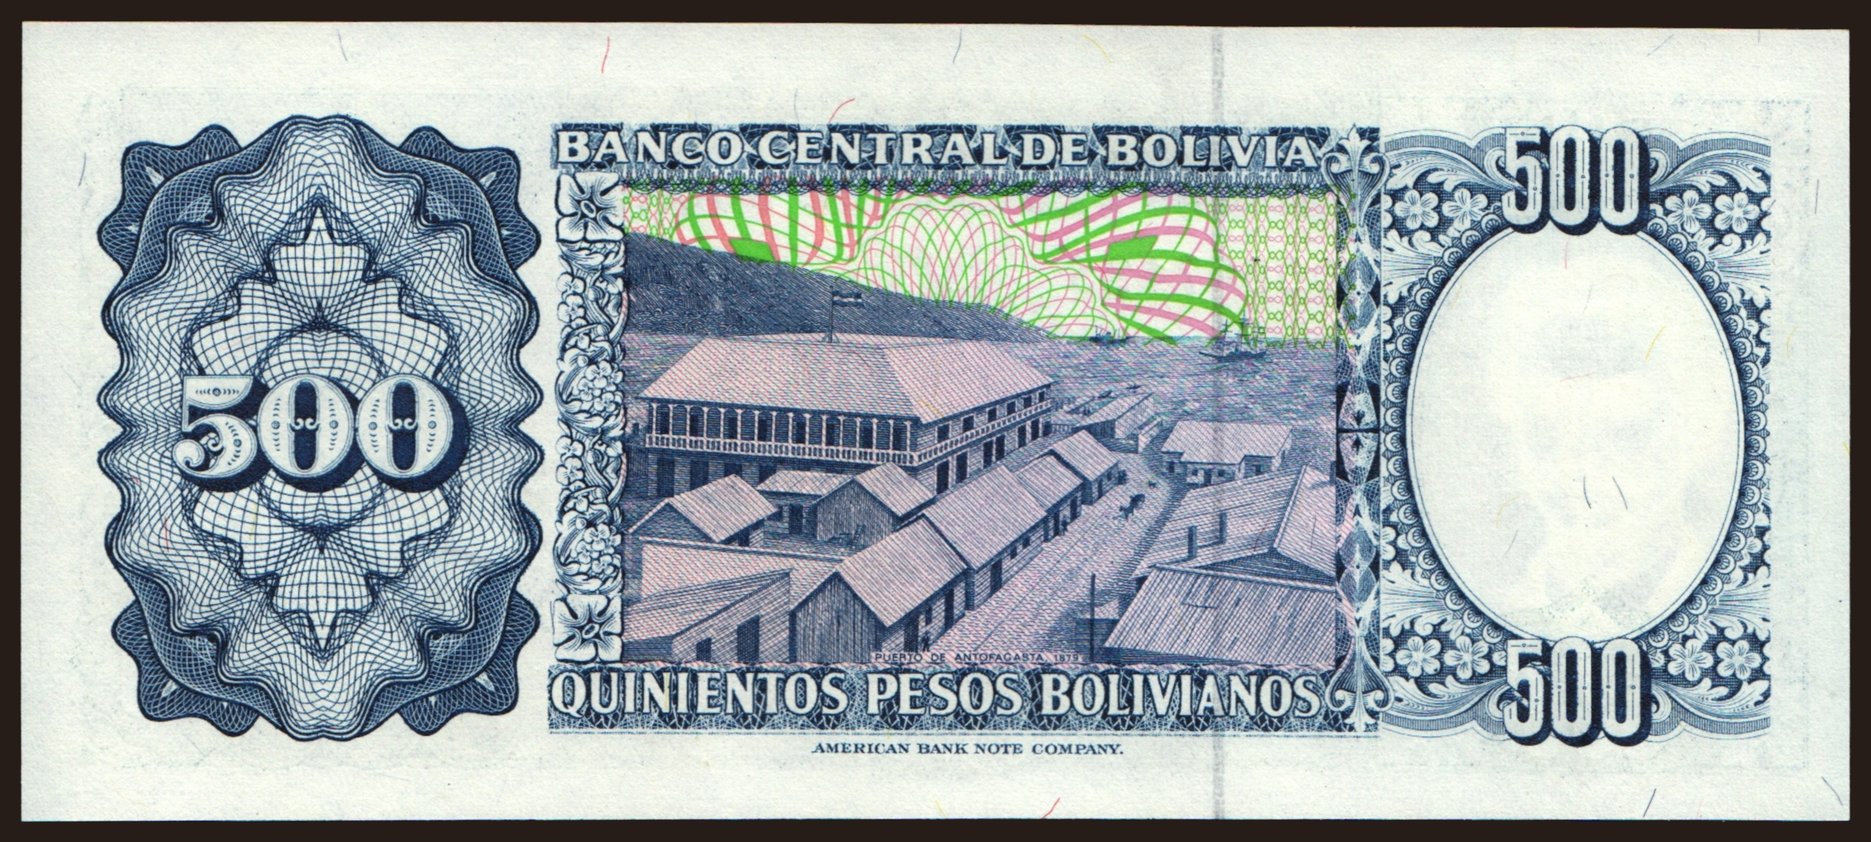 BANCO CENTRAL DE BOLIVIA
500
500
PUERTO DE ANTOFAGASTA, 1879
QUINIENTOS PESOS BOLIVIANOS
500
AMERICAN BANK NOTE COMPANY.